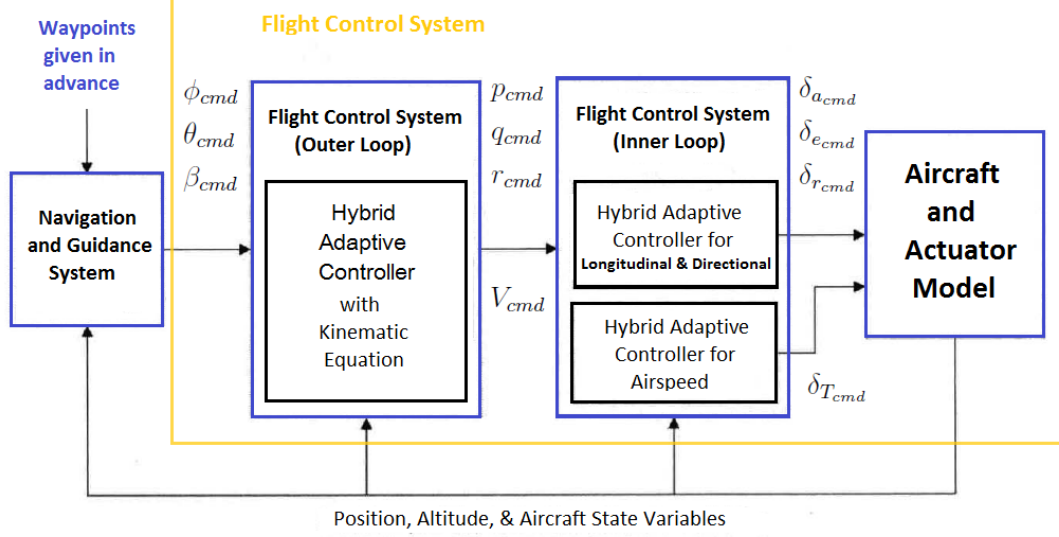 Flight Control System
Waypoints
given in
advance
Navigation
and Guidance
System
ϕcmd
θcmd
βcmd
Flight Control System
(Outer Loop)
Hybrid
Adaptive
Controller
with
Kinematic
Equation
pcmd
qcmd
rcmd
Vcmd
Flight Control System
(Inner Loop)
Hybrid Adaptive
Controller for
Longitudinal & Directional
Hybrid Adaptive
Controller for
Airspeed
δacmd
δecmd
δrcmd
δTcmd
Aircraft
and
Actuator
Model
Position, Altitude, & Aircraft State Variables